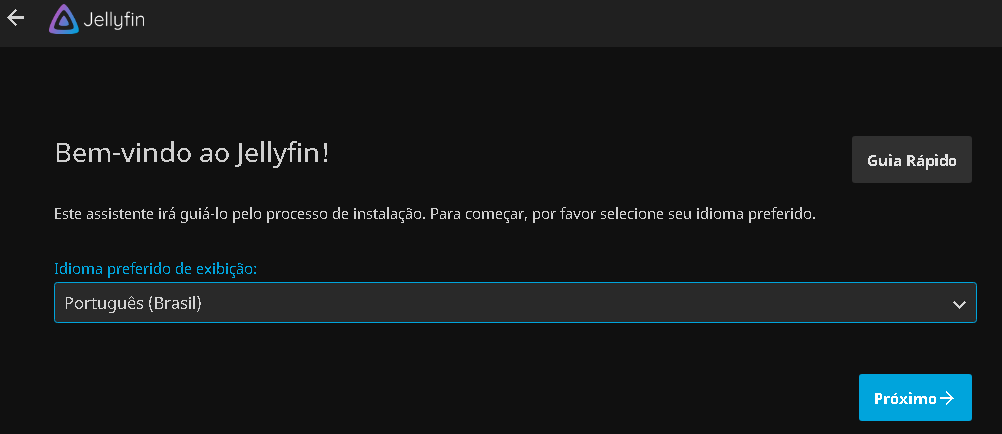 Jellyfin
Bem-vindo ao Jellyfin!
Guia Rápido
Este assistente irá guiá-lo pelo processo de instalação. Para começar, por favor selecione seu idioma preferido.
Idioma preferido de exibição:
Português (Brasil)
Próximo